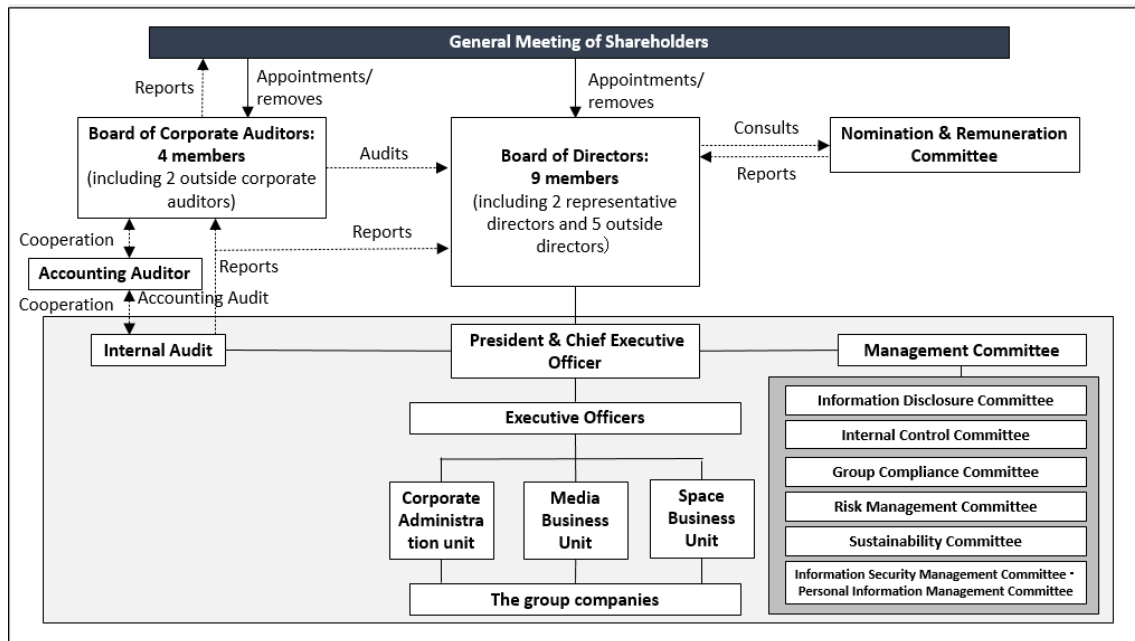 General Meeting of Shareholders
Reports
Appointments/
removes
Appointments/
removes
Board of Corporate Auditors:
4 members
(including 2 outside corporate
auditors)
Audits
Board of Directors:
9 members
(including 2 representative
directors and 5 outside
directors）
Consults
Reports
Nomination & Remuneration
Committee
Cooperation
Reports
Reports
Accounting Auditor
Cooperation
Accounting Audit
Internal Audit
President & Chief Executive
Officer
Management Committee
Executive Officers
Corporate
Administra
tion unit
Media
Business
Unit
Space
Business
Unit
The group companies
Information Disclosure Committee
Internal Control Committee
Group Compliance Committee
Risk Management Committee
Sustainability Committee
Information Security Management Committee・
Personal Information Management Committee